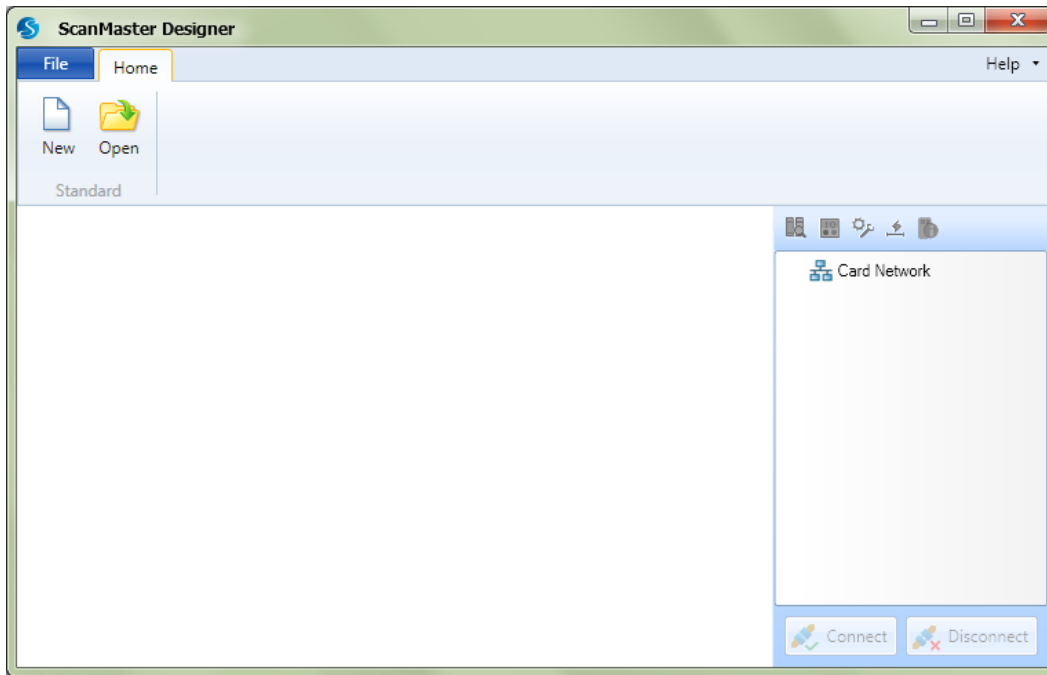 ScanMaster Designer
File
Home
Help
New
Open
Standard
Card Network
Connect
Disconnect